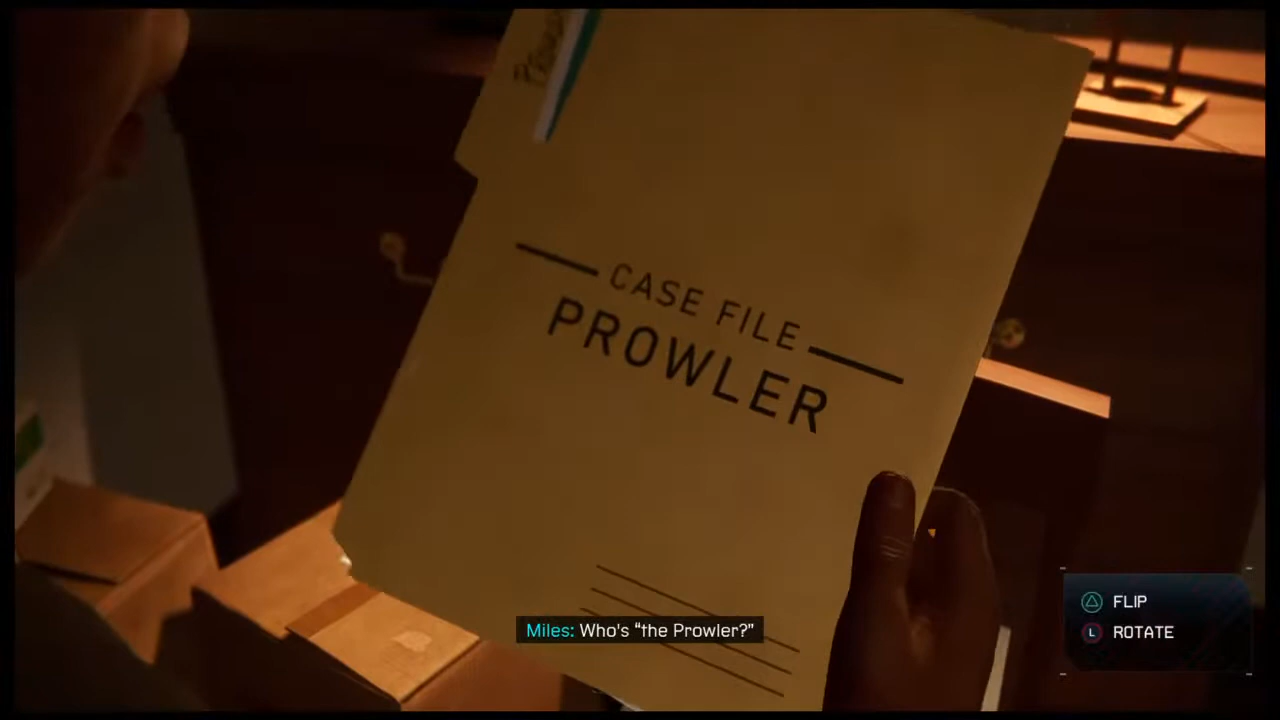 CASE FILE
PROWLER
FLIP
L ROTATE
Miles: Who's “the Prowler?”